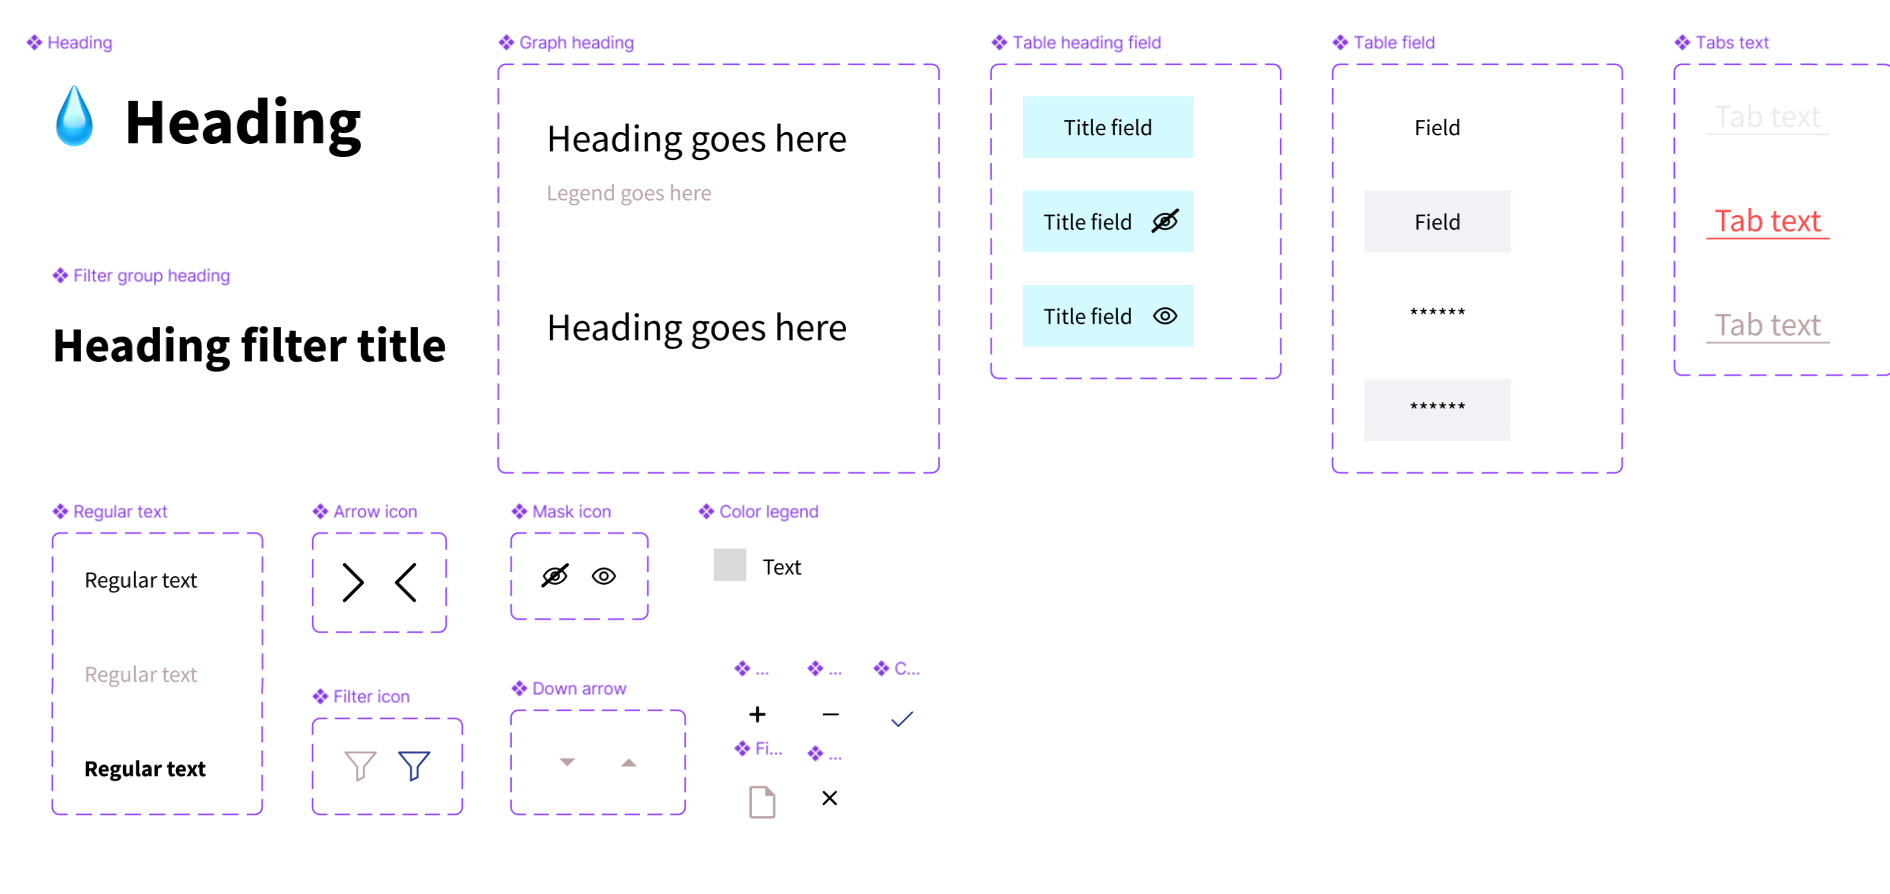 Heading
Heading
Filter group heading
Heading filter title
Graph heading
Heading goes here
Legend goes here
Heading goes here
Table heading field
Title field
Title field
Title field
Table field
Field
Field
******
******
Tabs text
Tab text
Tab text
Tab text
Regular text
Regular text
Regular text
Regular text
Arrow icon
Mask icon
Color legend
Text
Filter icon
Down arrow
...
...
C...
Fi...
...